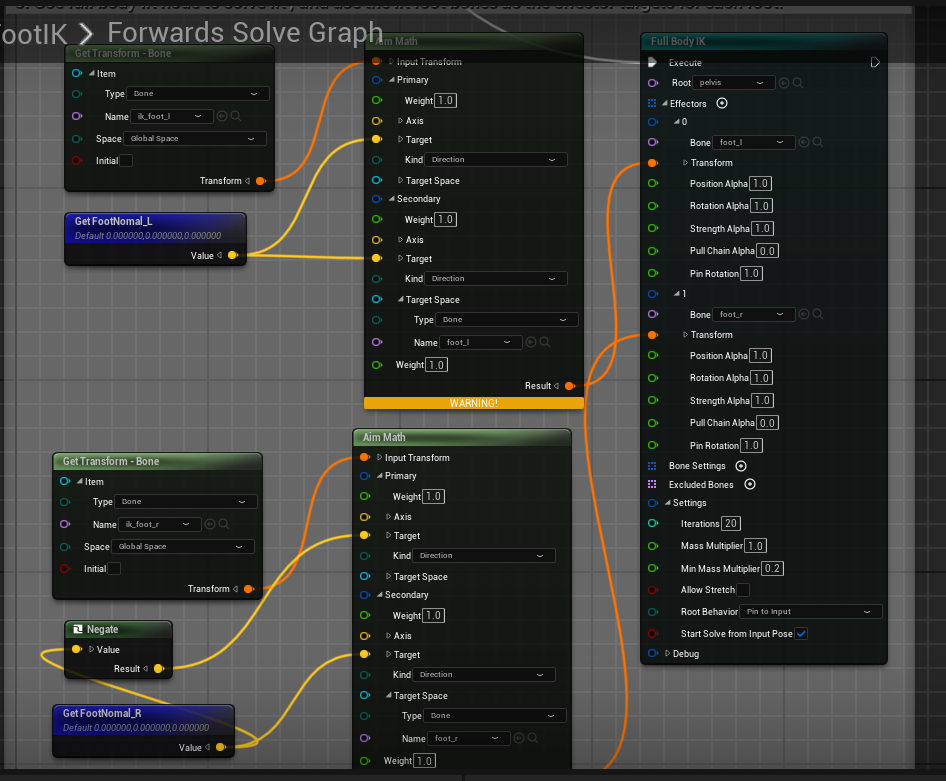 ootIK > Forwards Solve Graph
Get Transform - Bone
Item
Type Bone
Name ik_foot_l
Space Global Space
Initial
Transform
Get FootNomal_L
Default 0.000000,0.000000,0.000000
Value
Aim Math
Input Transform
Primary
Weight 1.0
Axis
Target
Kind Direction
Target Space
Secondary
Weight 1.0
Axis
Target
Kind Direction
Target Space
Type Bone
Name foot_l
Weight 1.0
Result
WARNING!
Get Transform - Bone
Item
Type Bone
Name ik_foot_r
Space Global Space
Initial
Transform
Negate
Value
Result
Get FootNomal_R
Default 0.000000,0.000000,0.000000
Value
Aim Math
Input Transform
Primary
Weight 1.0
Axis
Target
Kind Direction
Target Space
Secondary
Weight 1.0
Axis
Target
Kind Direction
Target Space
Type Bone
Name foot_r
Weight 1.0
Full Body IK
Execute
Root pelvis
Effectors
0
Bone foot_l
Transform
Position Alpha 1.0
Rotation Alpha 1.0
Strength Alpha 1.0
Pull Chain Alpha 0.0
Pin Rotation 1.0
1
Bone foot_r
Transform
Position Alpha 1.0
Rotation Alpha 1.0
Strength Alpha 1.0
Pull Chain Alpha 0.0
Pin Rotation 1.0
Bone Settings
Excluded Bones
Settings
Iterations 20
Mass Multiplier 1.0
Min Mass Multiplier 0.2
Allow Stretch
Root Behavior Pin to Input
Start Solve from Input Pose
Debug